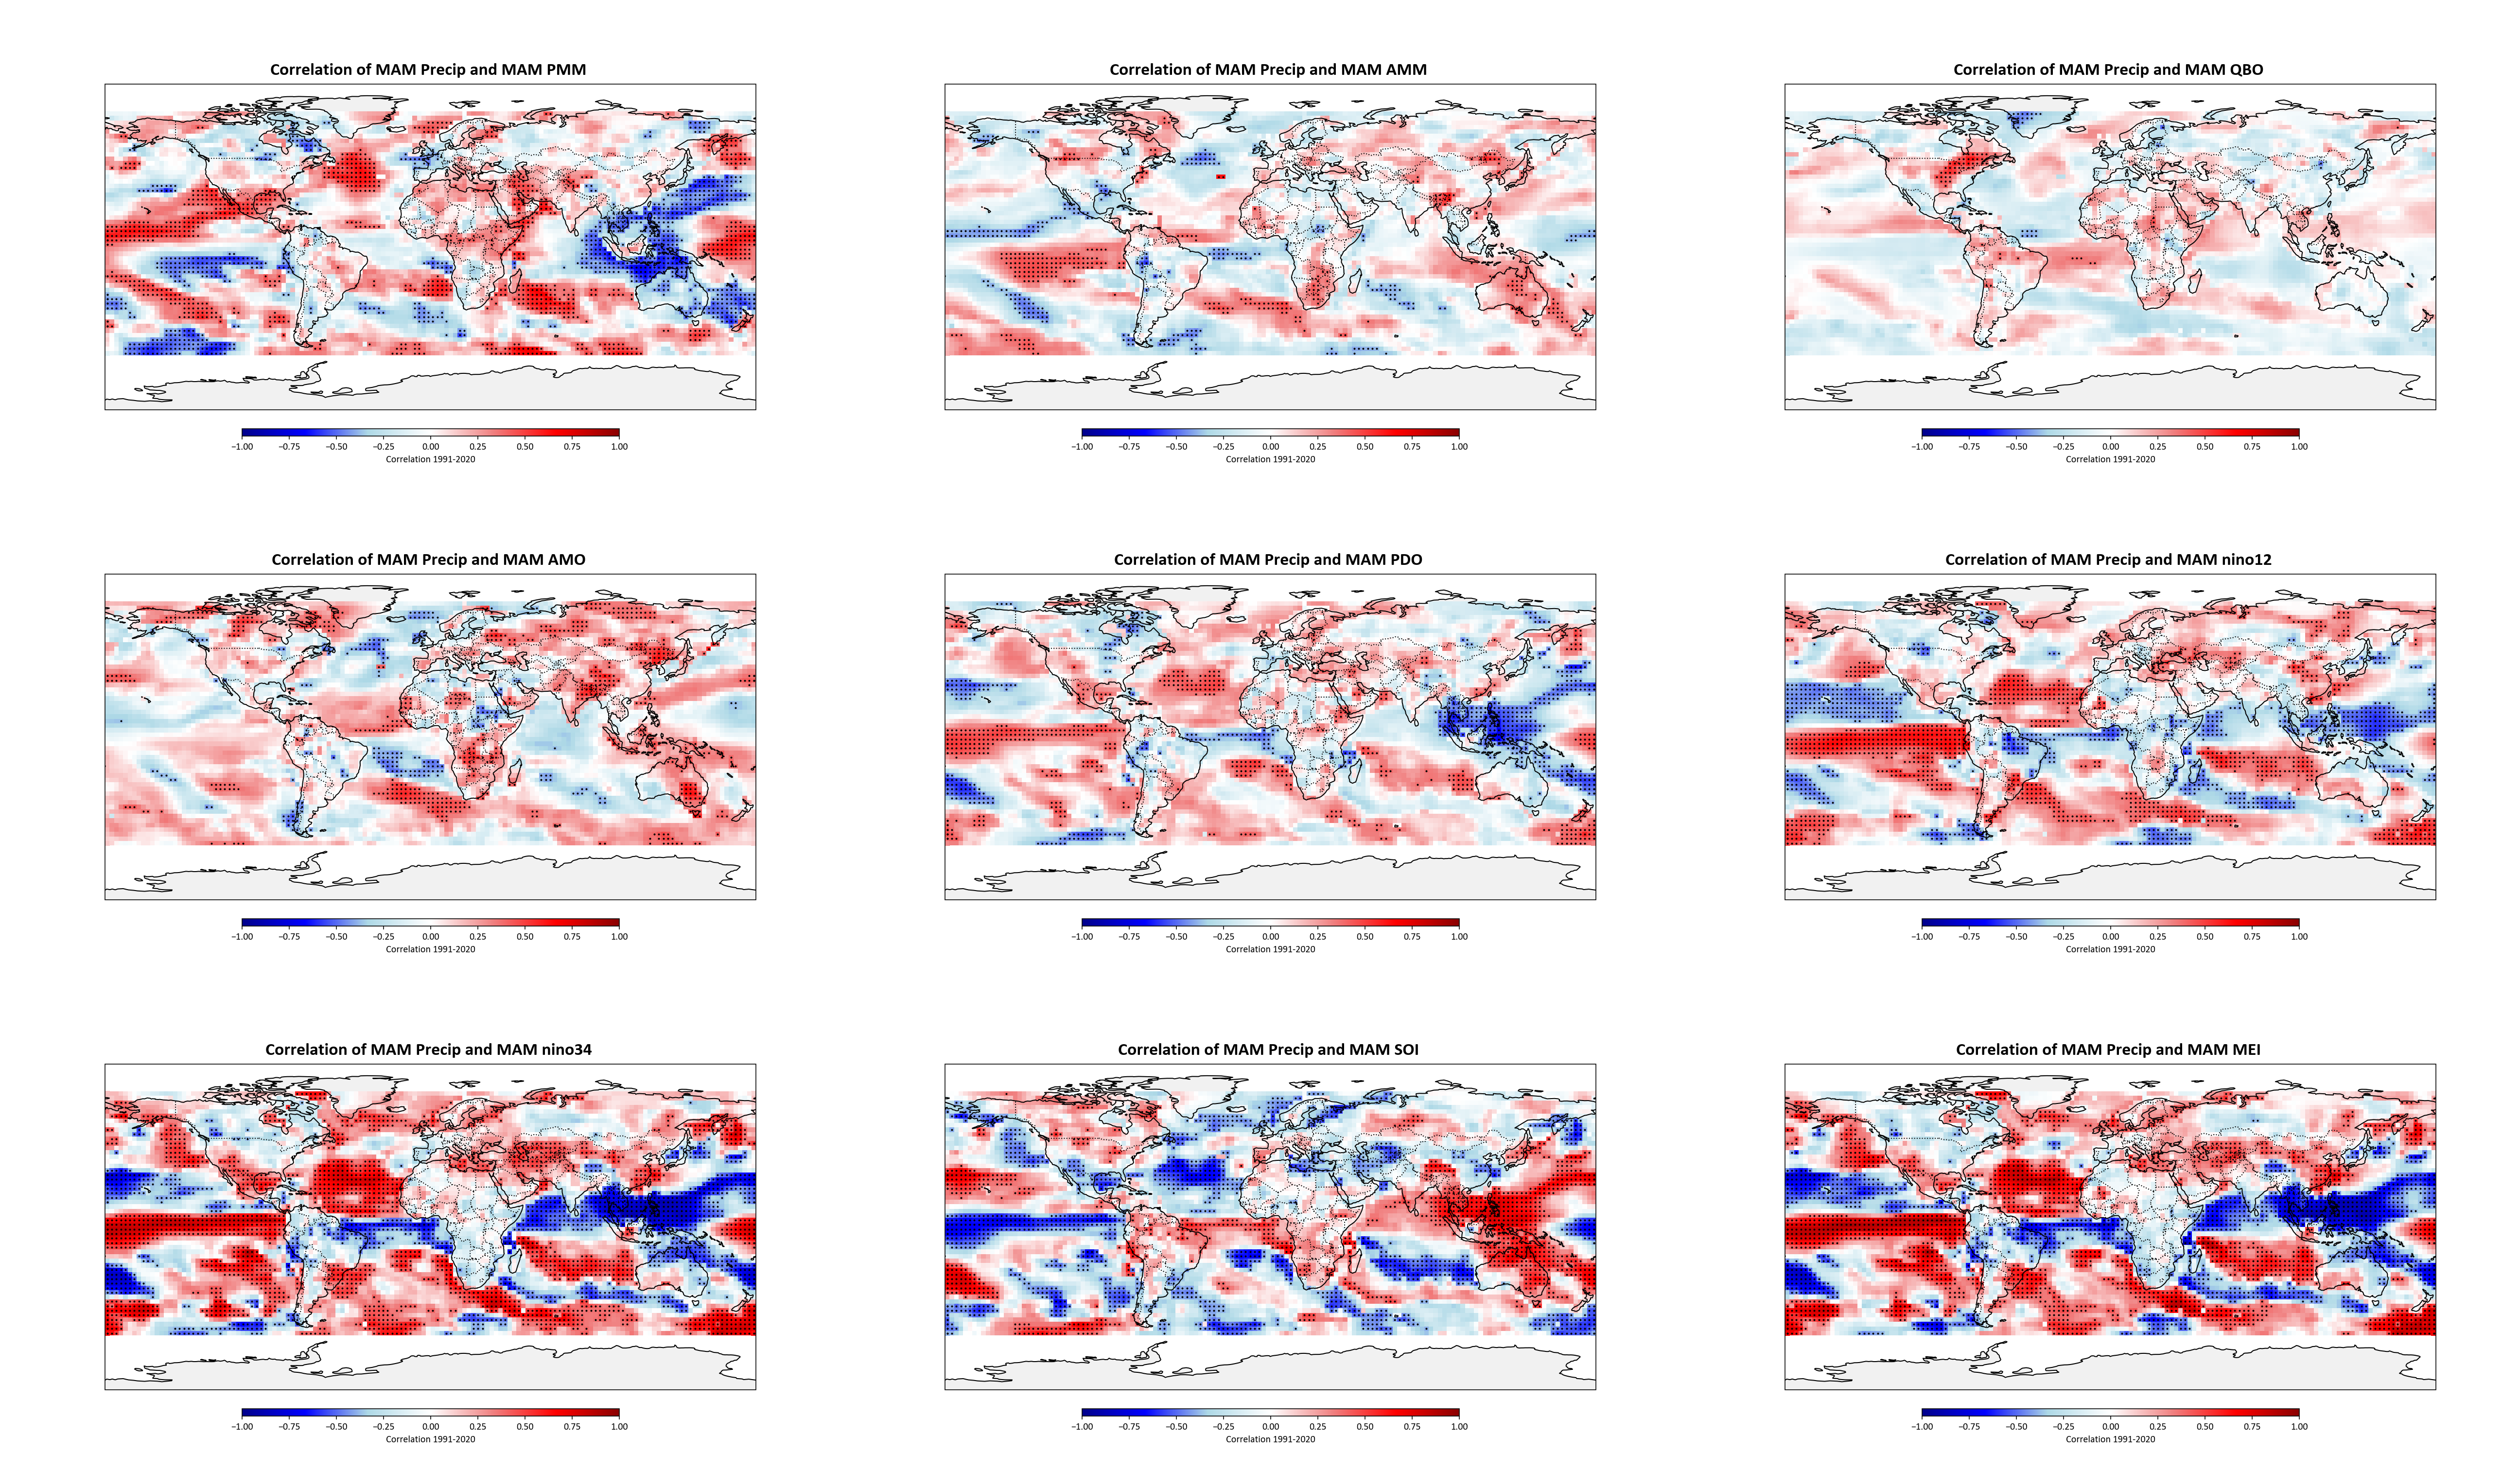 Correlation of MAM Precip and MAM PMM
Correlation of MAM Precip and MAM AMM
Correlation of MAM Precip and MAM QBO
−1.00 −0.75 −0.50 −0.25 0.00 0.25 0.50 0.75 1.00
Correlation 1991-2020
−1.00 −0.75 −0.50 −0.25 0.00 0.25 0.50 0.75 1.00
Correlation 1991-2020
−1.00 −0.75 −0.50 −0.25 0.00 0.25 0.50 0.75 1.00
Correlation 1991-2020
Correlation of MAM Precip and MAM AMO
Correlation of MAM Precip and MAM PDO
Correlation of MAM Precip and MAM nino12
−1.00 −0.75 −0.50 −0.25 0.00 0.25 0.50 0.75 1.00
Correlation 1991-2020
−1.00 −0.75 −0.50 −0.25 0.00 0.25 0.50 0.75 1.00
Correlation 1991-2020
−1.00 −0.75 −0.50 −0.25 0.00 0.25 0.50 0.75 1.00
Correlation 1991-2020
Correlation of MAM Precip and MAM nino34
Correlation of MAM Precip and MAM SOI
Correlation of MAM Precip and MAM MEI
−1.00 −0.75 −0.50 −0.25 0.00 0.25 0.50 0.75 1.00
Correlation 1991-2020
−1.00 −0.75 −0.50 −0.25 0.00 0.25 0.50 0.75 1.00
Correlation 1991-2020
−1.00 −0.75 −0.50 −0.25 0.00 0.25 0.50 0.75 1.00
Correlation 1991-2020